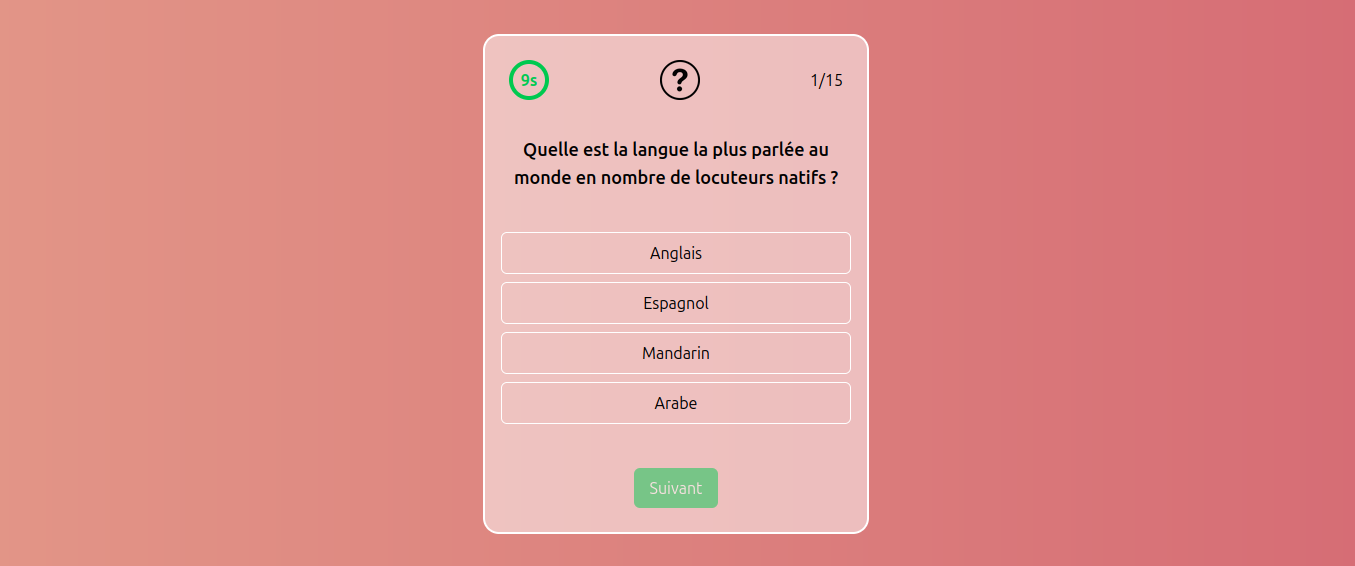 9s
?
1/15
Quelle est la langue la plus parlée au
monde en nombre de locuteurs natifs ?
Anglais
Espagnol
Mandarin
Arabe
Suivant